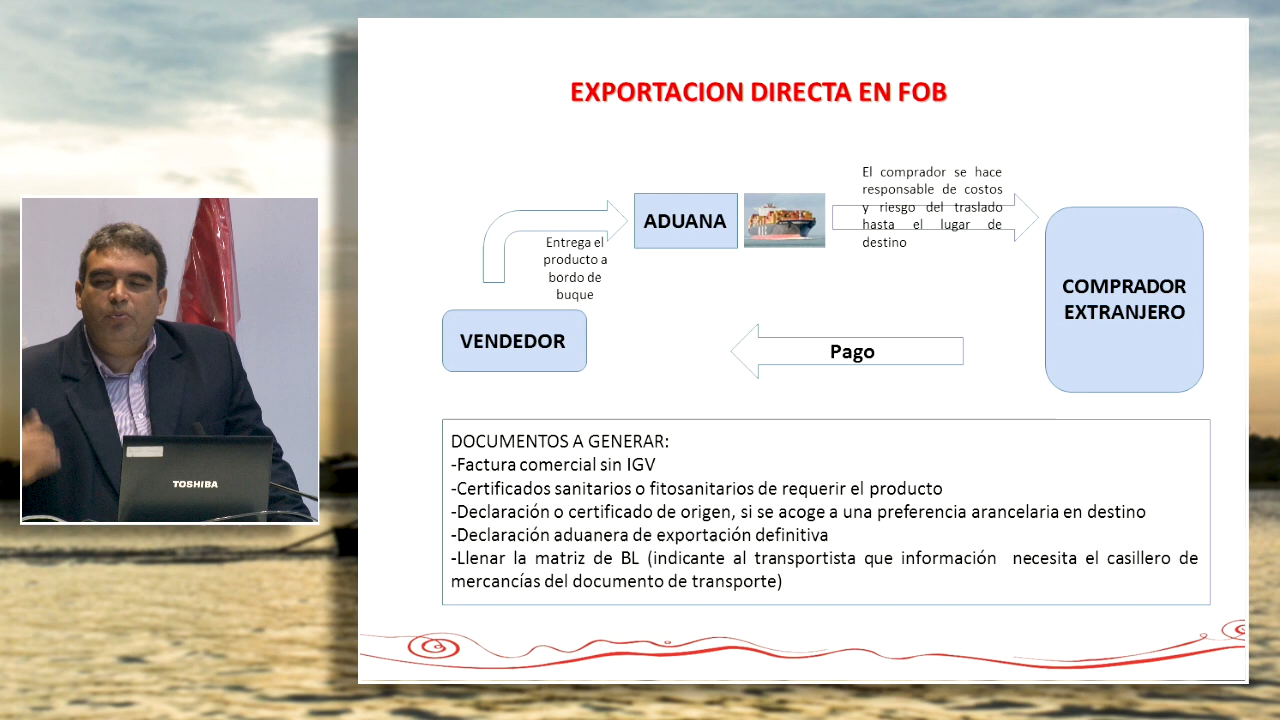 EXPORTACION DIRECTA EN FOB
El comprador se hace
responsable de costos
y riesgo del traslado
hasta el lugar de
destino
ADUANA
Entrega el
producto a
bordo de
buque
COMPRADOR
EXTRANJERO
VENDEDOR
Pago
DOCUMENTOS A GENERAR:
-Factura comercial sin IGV
-Certificados sanitarios o fitosanitarios de requerir el producto
-Declaración o certificado de origen, si se acoge a una preferencia arancelaria en destino
-Declaración aduanera de exportación definitiva
-Llenar la matriz de BL (indicante al transportista que información necesita el casillero de
mercancías del documento de transporte)
TOSHIBA